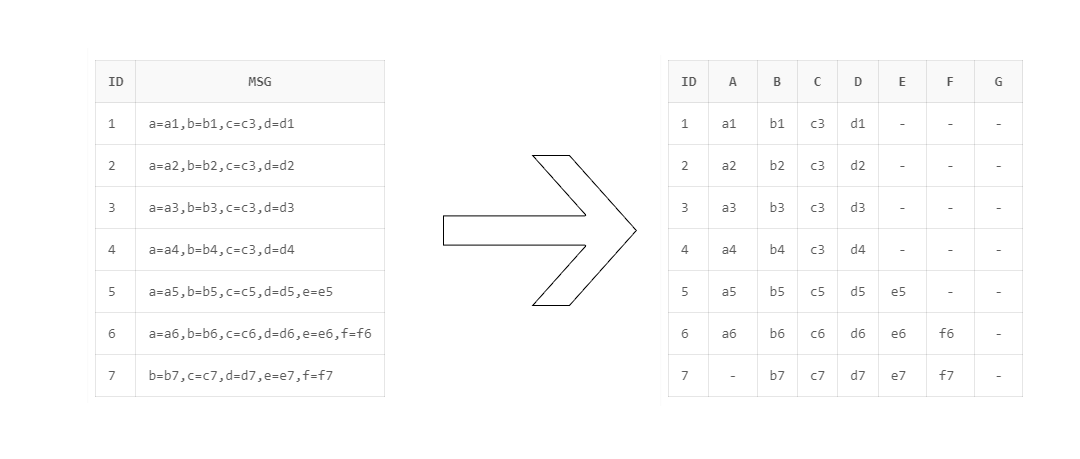 ID MSG
1 a=a1,b=b1,c=c3,d=d1
2 a=a2,b=b2,c=c3,d=d2
3 a=a3,b=b3,c=c3,d=d3
4 a=a4,b=b4,c=c3,d=d4
5 a=a5,b=b5,c=c5,d=d5,e=e5
6 a=a6,b=b6,c=c6,d=d6,e=e6,f=f6
7 b=b7,c=c7,d=d7,e=e7,f=f7
ID A B C D E F G
1 a1 b1 c3 d1 - - -
2 a2 b2 c3 d2 - - -
3 a3 b3 c3 d3 - - -
4 a4 b4 c3 d4 - - -
5 a5 b5 c5 d5 e5 - -
6 a6 b6 c6 d6 e6 f6 -
7 - b7 c7 d7 e7 f7 -